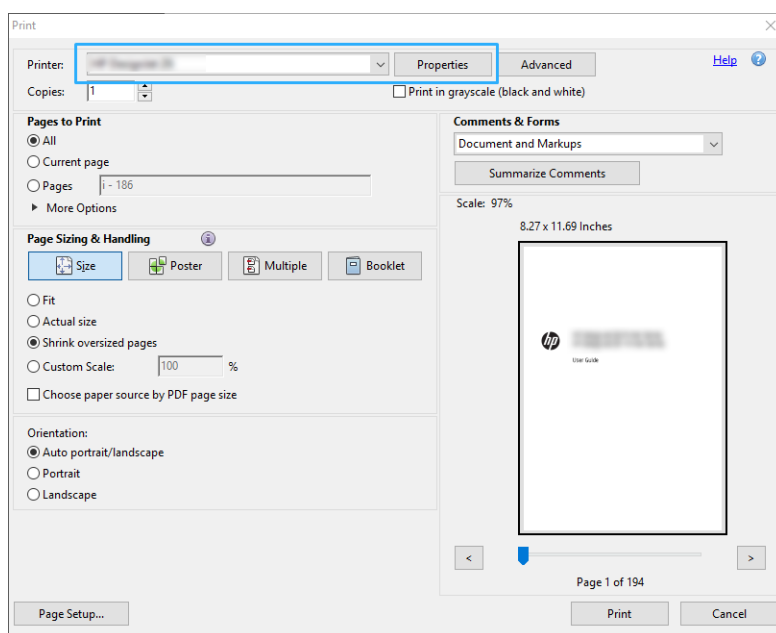 Print
Printer: Properties Advanced Help
Copies: 1 Print in grayscale (black and white)
Pages to Print
All
Current page
Pages i - 186
More Options
Comments & Forms
Document and Markups
Summarize Comments
Scale: 97%
8.27 x 11.69 Inches
Page Sizing & Handling
Size Poster Multiple Booklet
Fit
Actual size
Shrink oversized pages
Custom Scale: 100 %
Choose paper source by PDF page size
hp
User Guide
Orientation:
Auto portrait/landscape
Portrait
Landscape
< >
Page 1 of 194
Page Setup... Print Cancel